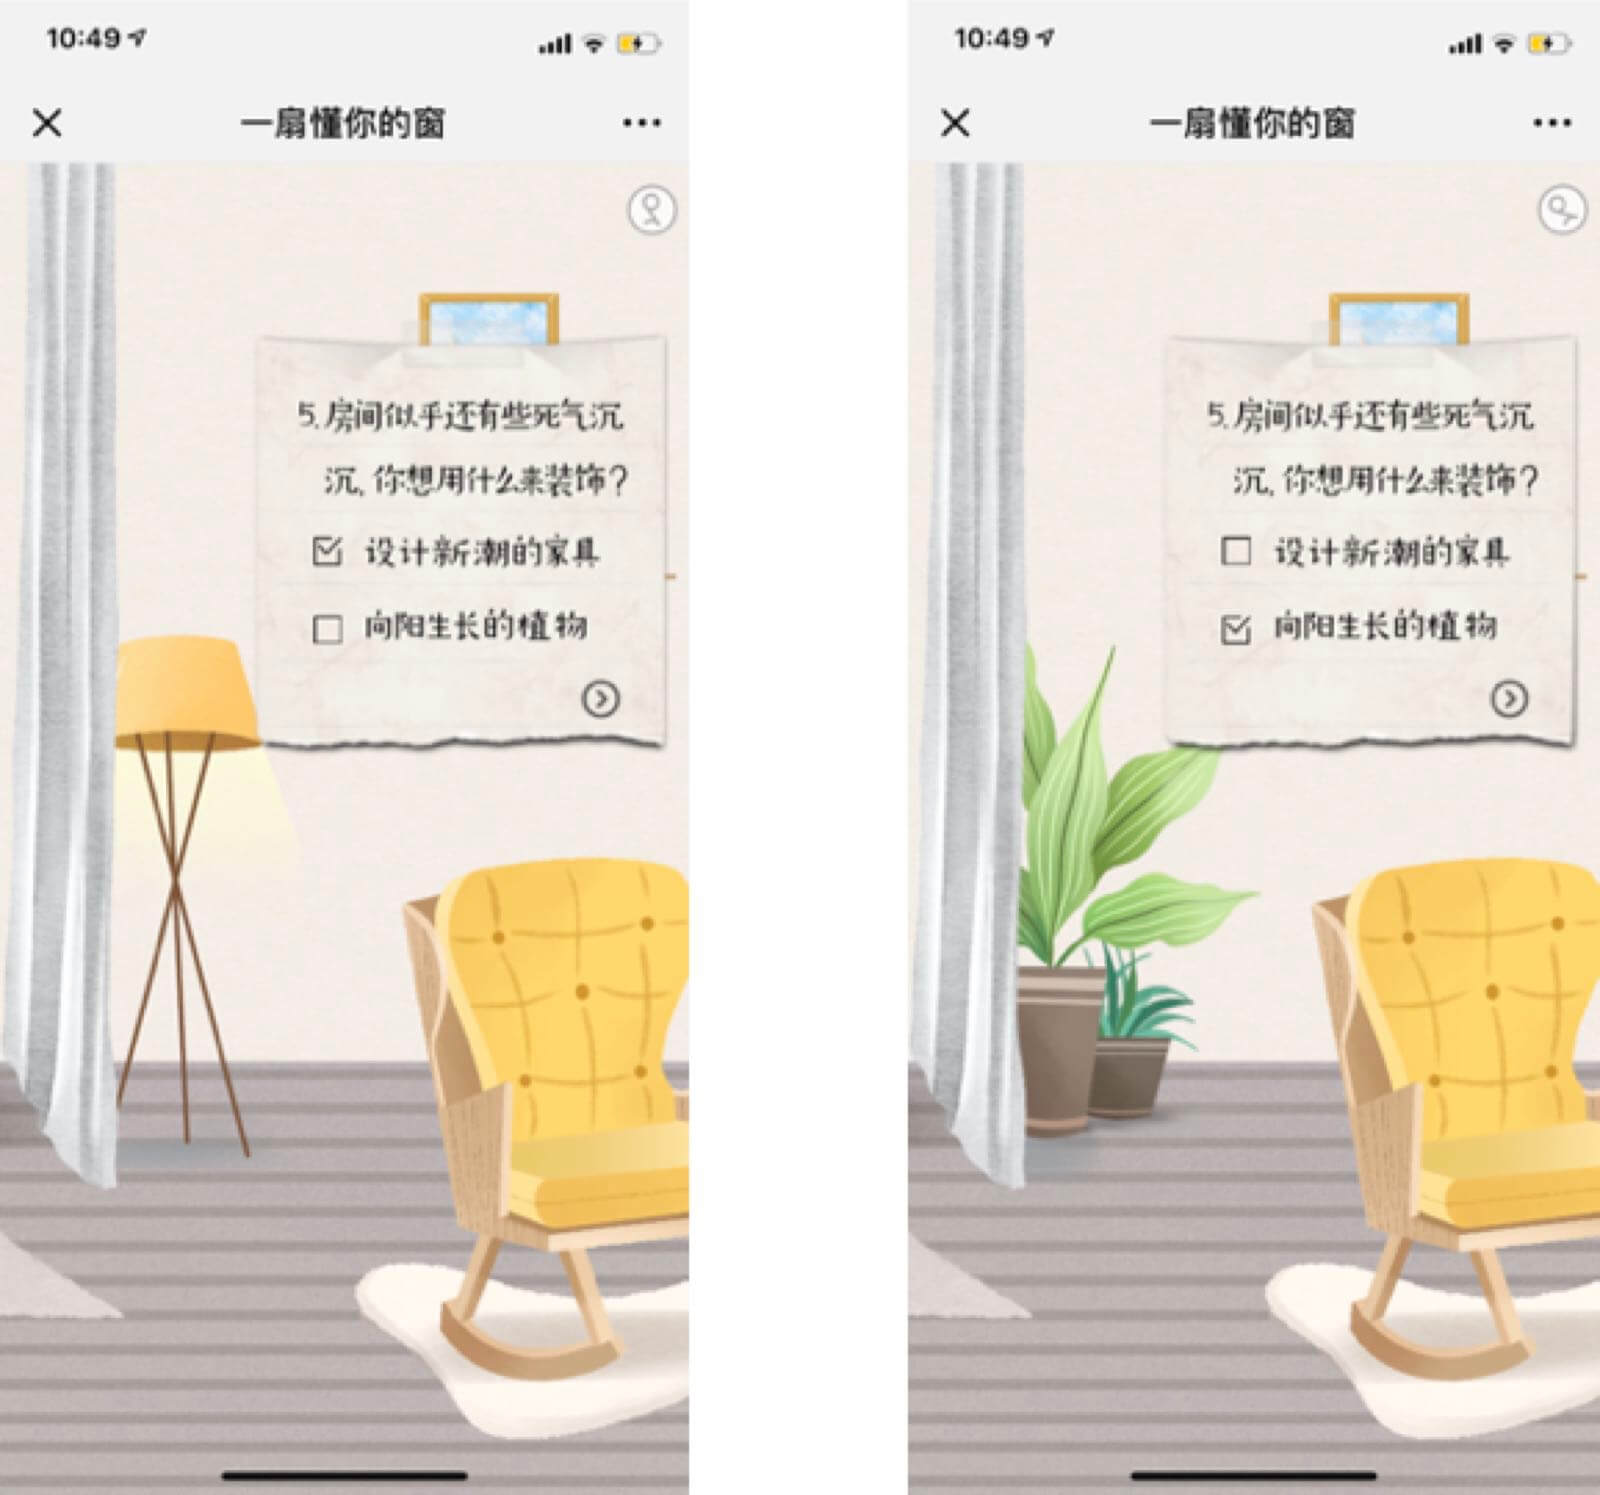 10:49
一扇懂你的窗
5.房间似乎还有些死气沉
沉,你想用什么来装饰?
设计新潮的家具
向阳生长的植物
10:49
一扇懂你的窗
5.房间似乎还有些死气沉
沉,你想用什么来装饰?
设计新潮的家具
向阳生长的植物